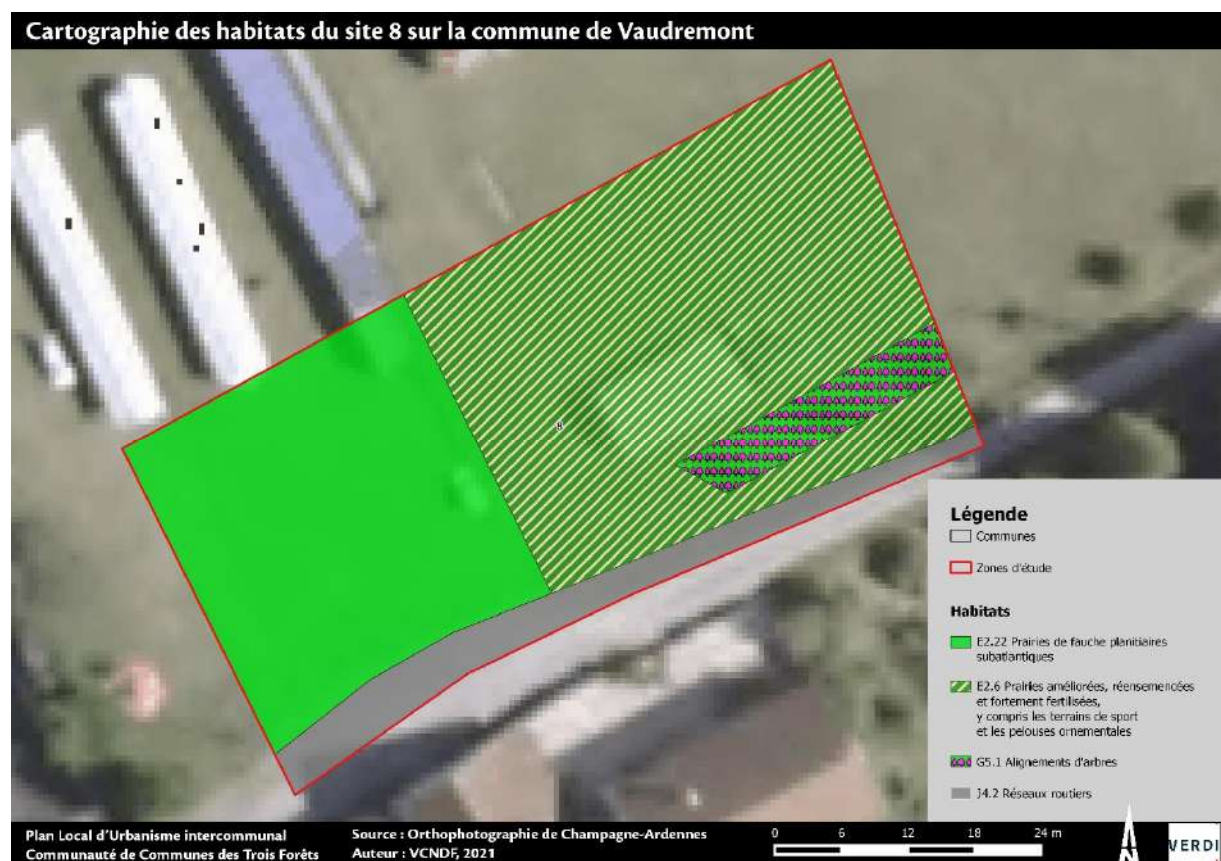 Cartographie des habitats du site 8 sur la commune de Vaudremont
8
Légende
Communes
Zones d'étude
Habitats
E2.22 Prairies de fauche planitiaires
subatlantiques
E2.6 Prairies améliorées, réensemencées
et fortement fertilisées,
y compris les terrains de sport
et les pelouses ornementales
G5.1 Alignements d'arbres
J4.2 Réseaux routiers
Plan Local d'Urbanisme intercommunal
Communauté de Communes des Trois Forêts
Source : Orthophotographie de Champagne-Ardennes
Auteur : VCNDF, 2021
0 6 12 18 24 m
N
VERDI